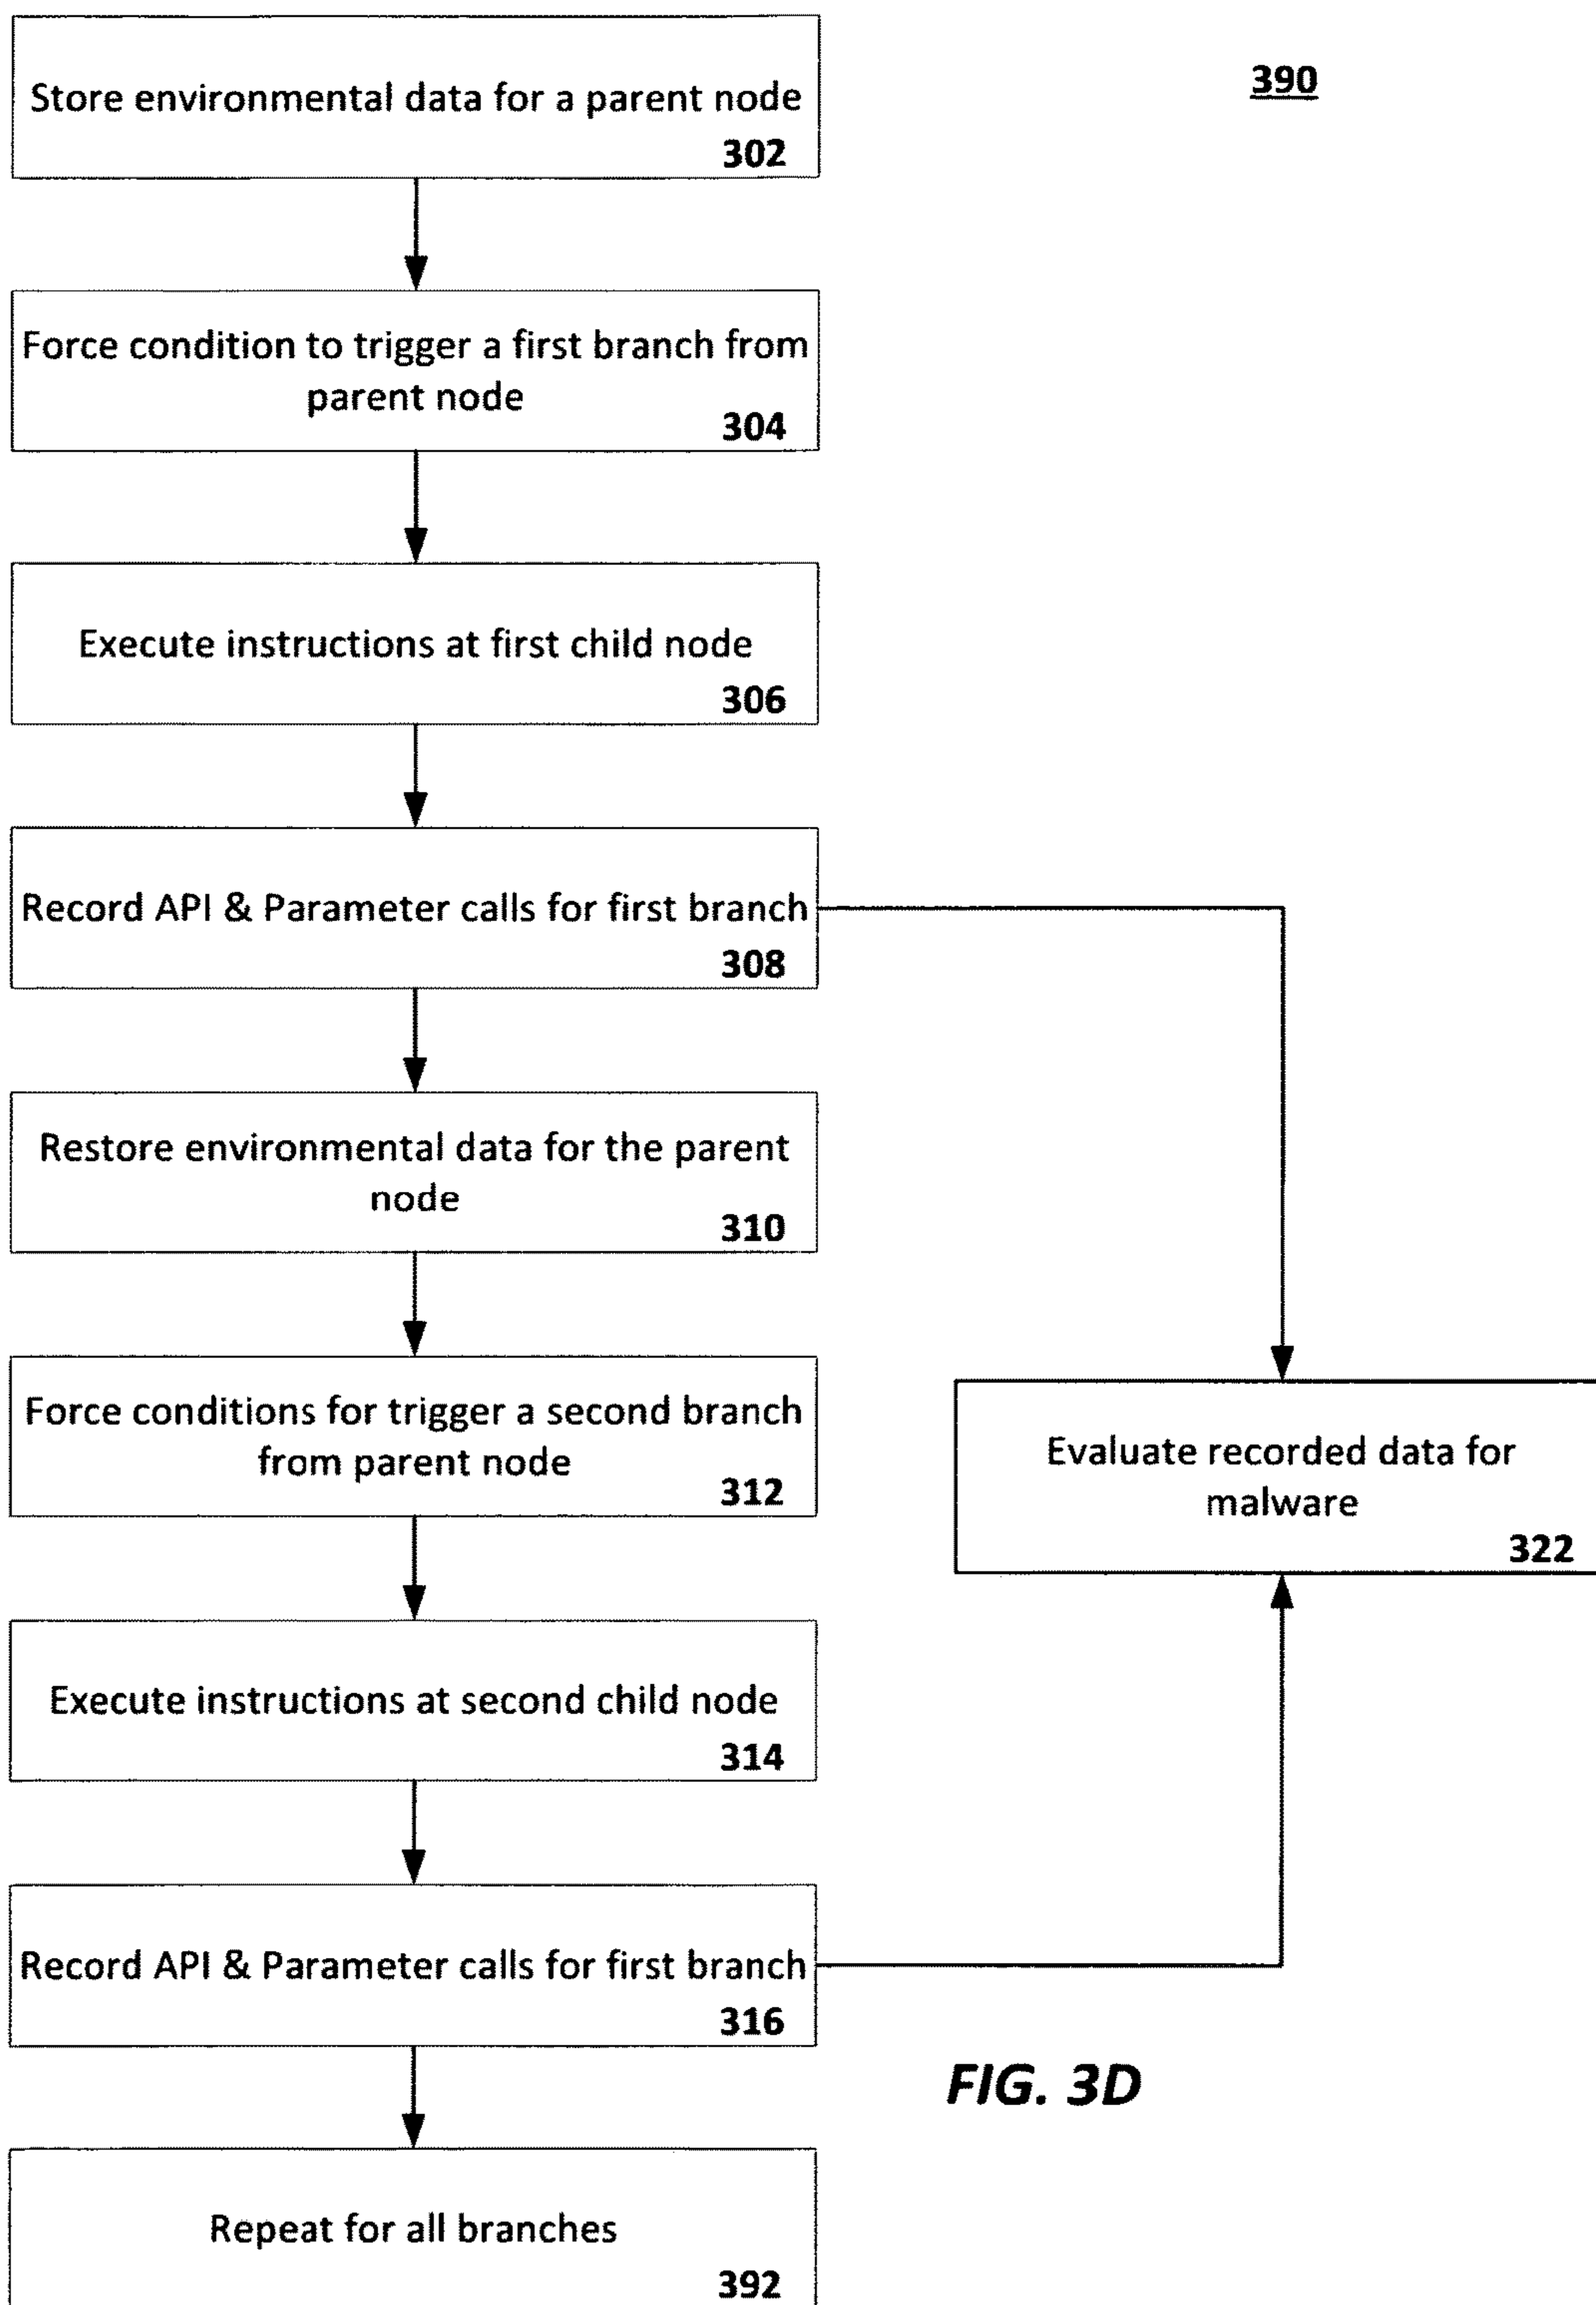 390
Store environmental data for a parent node
302
Force condition to trigger a first branch from
parent node
304
Execute instructions at first child node
306
Record API & Parameter calls for first branch
308
Restore environmental data for the parent
node
310
Force conditions for trigger a second branch
from parent node
312
Evaluate recorded data for
malware
322
Execute instructions at second child node
314
Record API & Parameter calls for first branch
316
FIG. 3D
Repeat for all branches
392